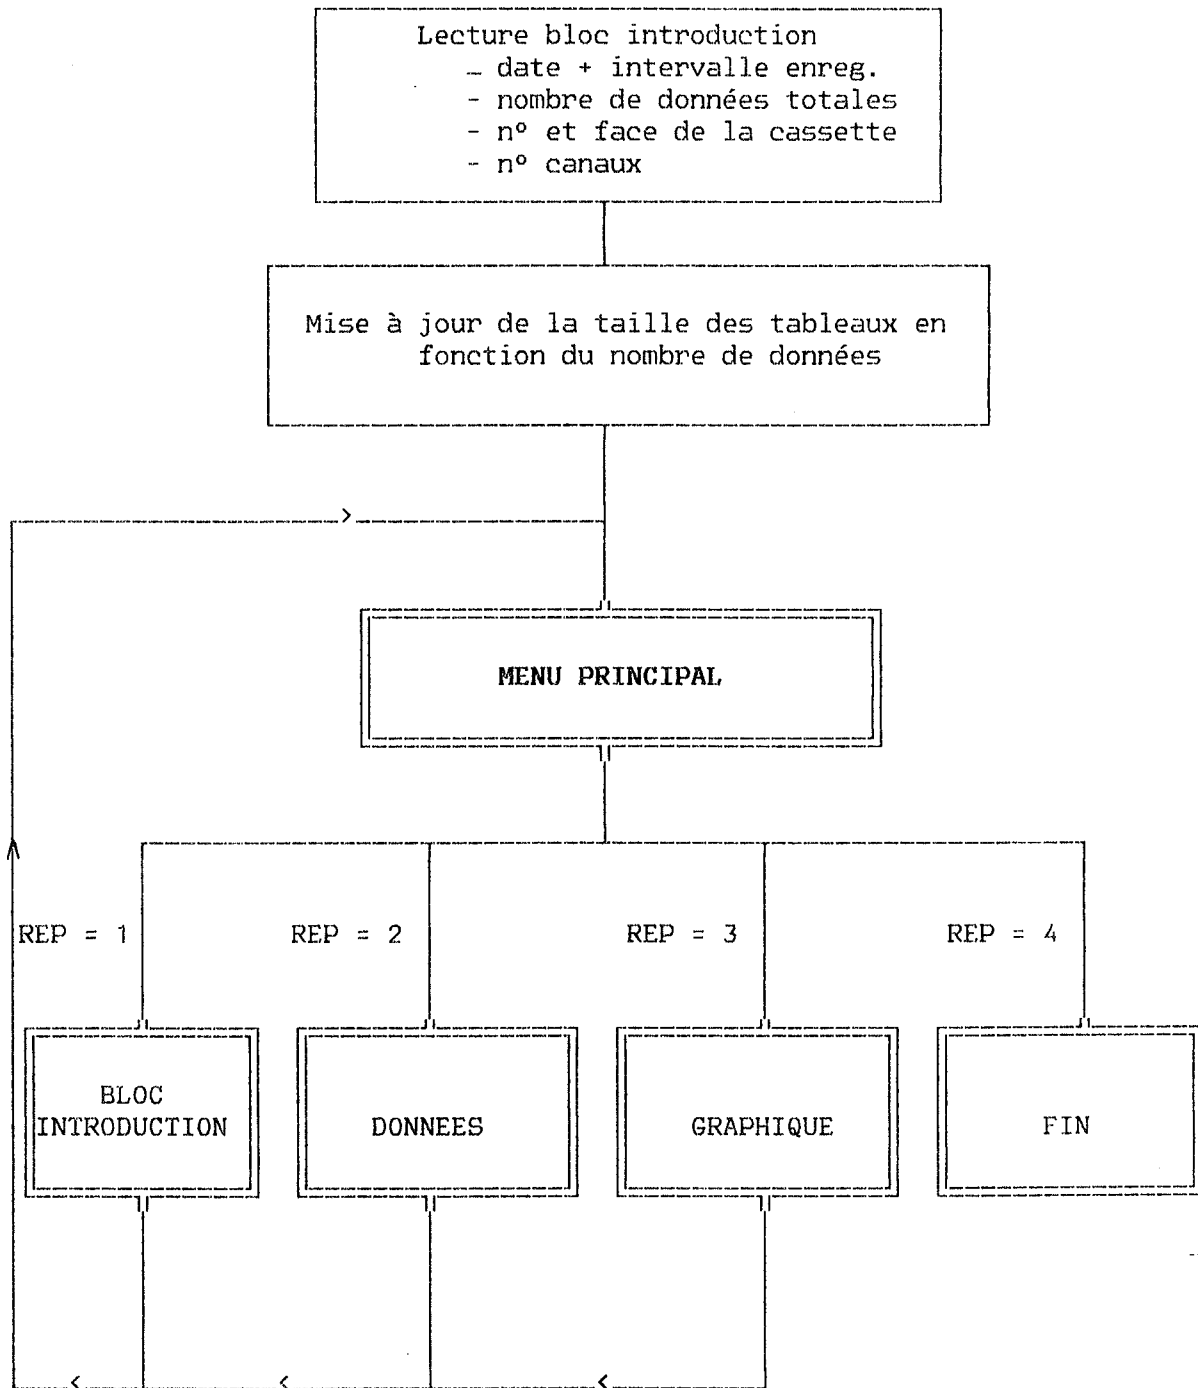 Lecture bloc introduction
- date + intervalle enreg.
- nombre de données totales
- nº et face de la cassette
- nº canaux
Mise à jour de la taille des tableaux en
fonction du nombre de données
MENU PRINCIPAL
REP = 1
REP = 2
REP = 3
REP = 4
BLOC
INTRODUCTION
DONNEES
GRAPHIQUE
FIN